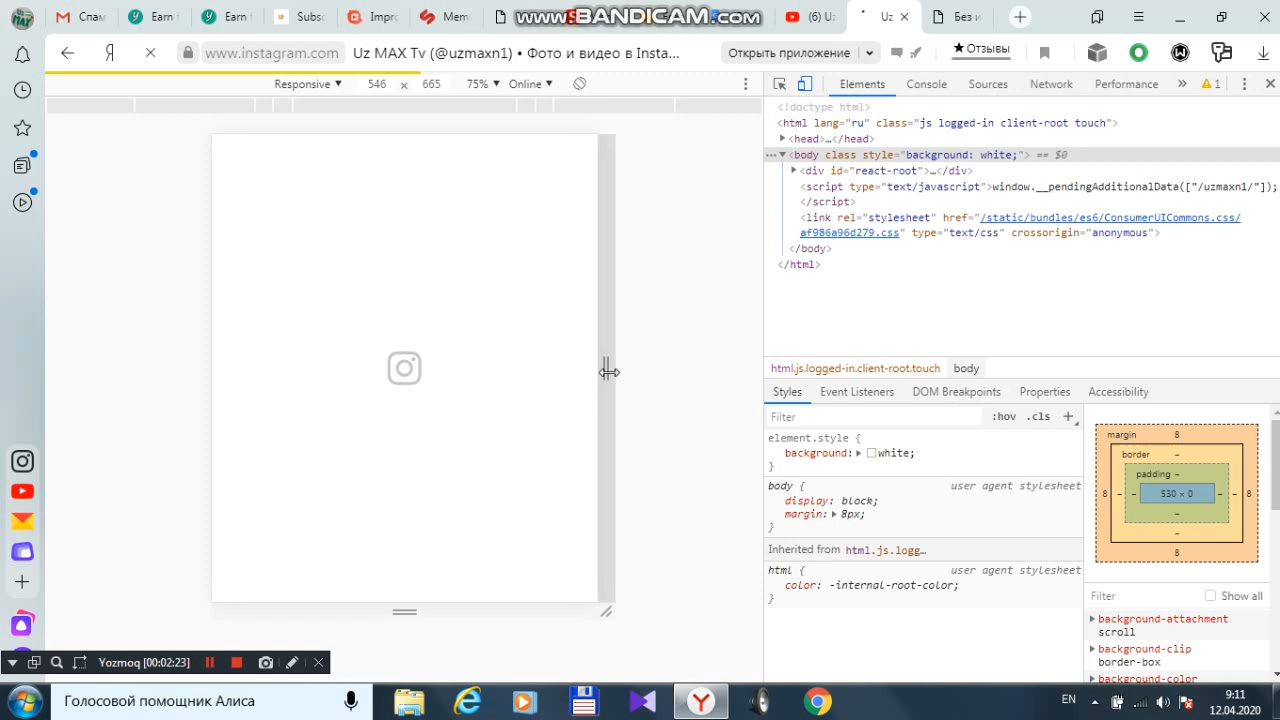 Спам
Earn f
Earn f
Subsc
Impro
Mem
www.BANDICAM.com
(6) Uz
Uz
Без и
www.instagram.com
Uz MAX Tv (@uzmaxn1) • Фото и видео в Inста...
Открыть приложение
★ Отзывы
Responsive ▼ 546 × 665 75% ▼ Online ▼
Elements Console Sources Network Performance » 1
<!doctype html>
<html lang="ru" class="js logged-in client-root touch">
<head>…</head>
<body class style="background: white;"> == $0
<div id="react-root">…</div>
<script type="text/javascript">window.__pendingAdditionalData(["/uzmaxn1/"]);
</script>
<link rel="stylesheet" href="/static/bundles/es6/ConsumerUICommons.css/
af986a96d279.css" type="text/css" crossorigin="anonymous">
</body>
</html>
html.js.logged-in.client-root.touch body
Styles Event Listeners DOM Breakpoints Properties Accessibility
Filter :hov .cls +
element.style {
background: white;
}
body { user agent stylesheet
display: block;
margin: 8px;
}
Inherited from html.js.logg…
html { user agent stylesheet
color: -internal-root-color;
}
margin 8
border –
padding –
8 – – 530 × 0 – – 8
–
–
8
Filter Show all
background-attachment
scroll
background-clip
border-box
background-color
Yozmoq [00:02:23]
Голосовой помощник Алиса
EN
9:11
12.04.2020